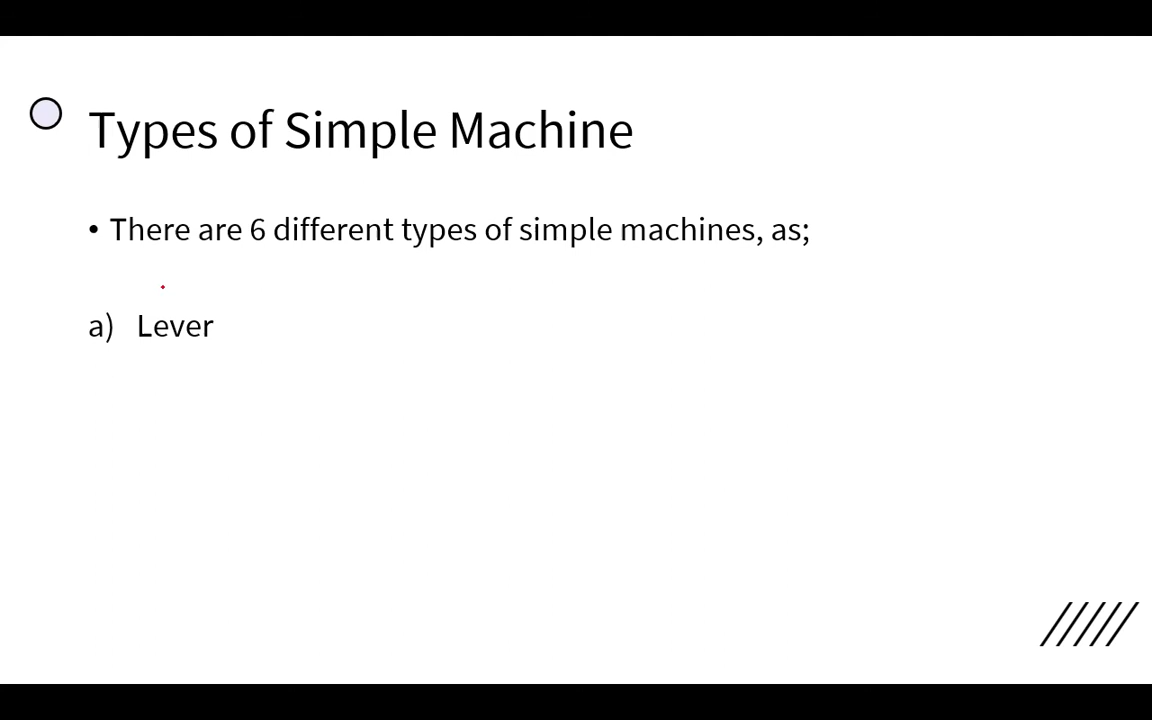 Types of Simple Machine
• There are 6 different types of simple machines, as;
a) Lever